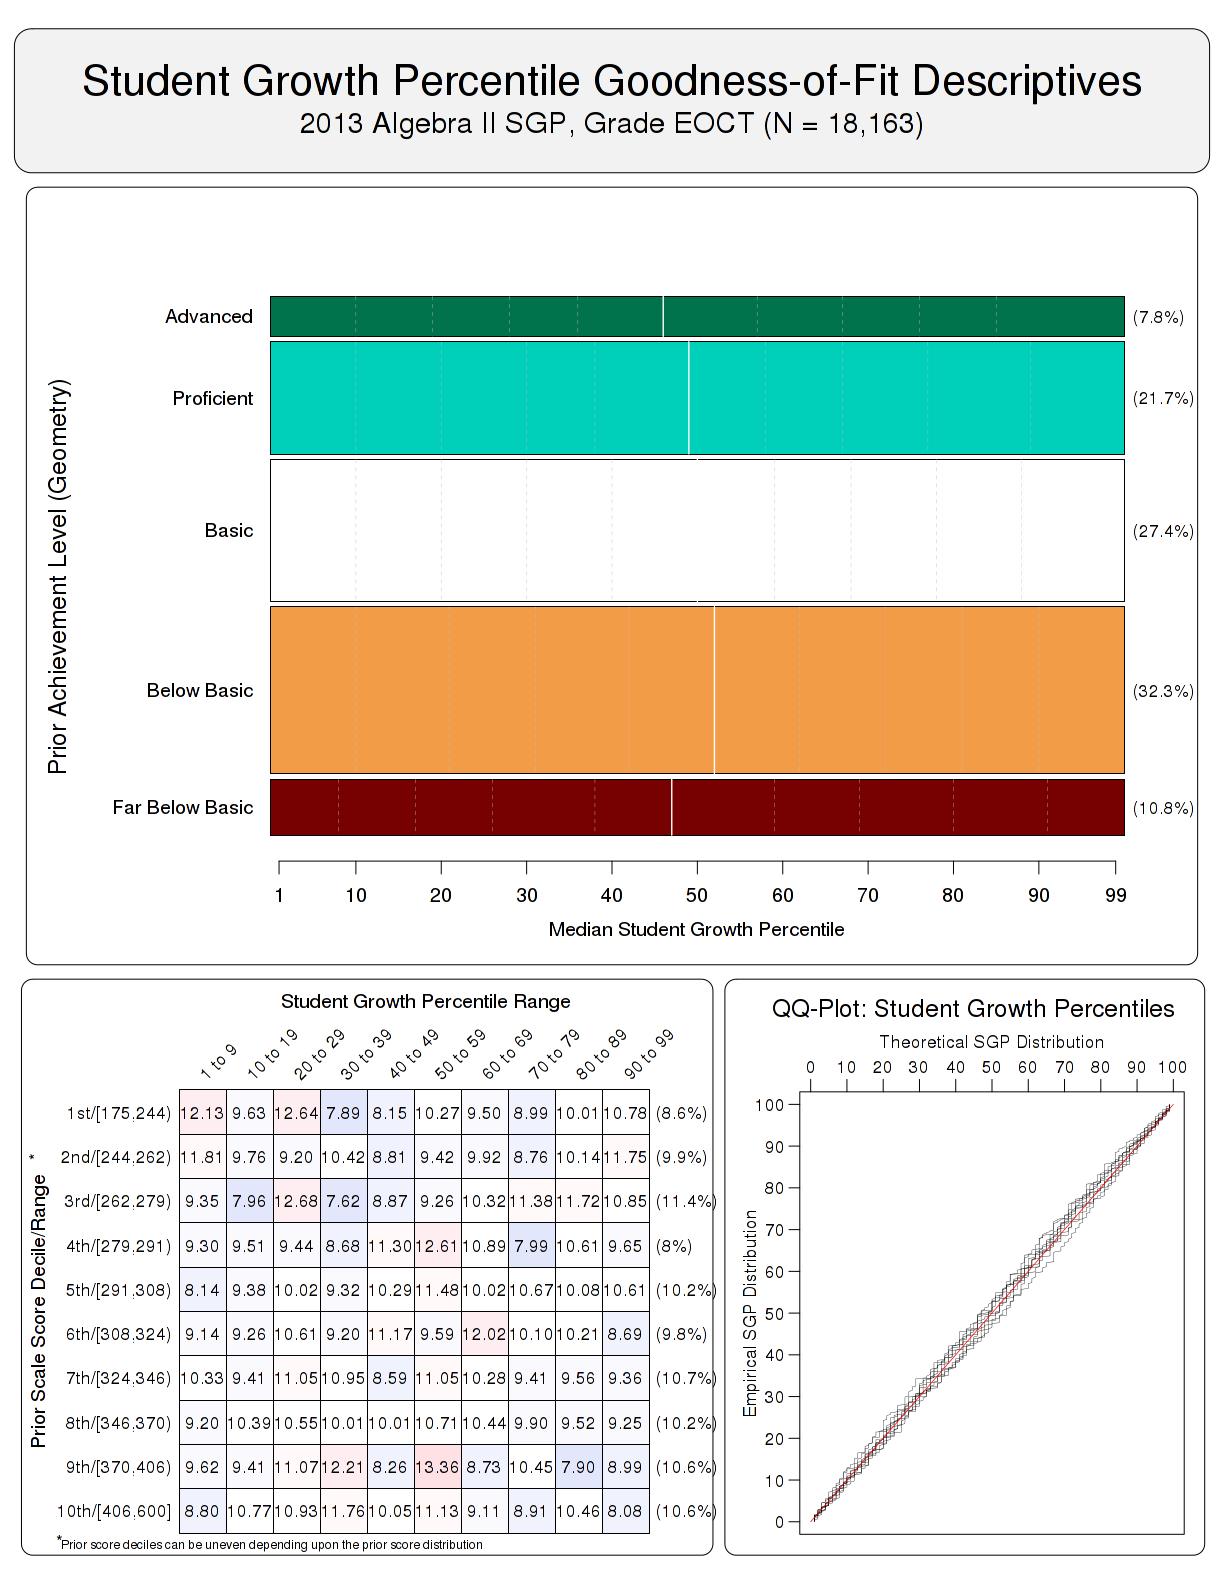 Student Growth Percentile Goodness-of-Fit Descriptives
2013 Algebra II SGP, Grade EOCT (N = 18,163)
Prior Achievement Level (Geometry)
Advanced (7.8%)
Proficient (21.7%)
Basic (27.4%)
Below Basic (32.3%)
Far Below Basic (10.8%)
1 10 20 30 40 50 60 70 80 90 99
Median Student Growth Percentile
Student Growth Percentile Range
1 to 9 10 to 19 20 to 29 30 to 39 40 to 49 50 to 59 60 to 69 70 to 79 80 to 89 90 to 99
Prior Scale Score Decile/Range *
1st/[175,244) 12.13 9.63 12.64 7.89 8.15 10.27 9.50 8.99 10.01 10.78 (8.6%)
2nd/[244,262) 11.81 9.76 9.20 10.42 8.81 9.42 9.92 8.76 10.14 11.75 (9.9%)
3rd/[262,279) 9.35 7.96 12.68 7.62 8.87 9.26 10.32 11.38 11.72 10.85 (11.4%)
4th/[279,291) 9.30 9.51 9.44 8.68 11.30 12.61 10.89 7.99 10.61 9.65 (8%)
5th/[291,308) 8.14 9.38 10.02 9.32 10.29 11.48 10.02 10.67 10.08 10.61 (10.2%)
6th/[308,324) 9.14 9.26 10.61 9.20 11.17 9.59 12.02 10.10 10.21 8.69 (9.8%)
7th/[324,346) 10.33 9.41 11.05 10.95 8.59 11.05 10.28 9.41 9.56 9.36 (10.7%)
8th/[346,370) 9.20 10.39 10.55 10.01 10.01 10.71 10.44 9.90 9.52 9.25 (10.2%)
9th/[370,406) 9.62 9.41 11.07 12.21 8.26 13.36 8.73 10.45 7.90 8.99 (10.6%)
10th/[406,600] 8.80 10.77 10.93 11.76 10.05 11.13 9.11 8.91 10.46 8.08 (10.6%)
*Prior score deciles can be uneven depending upon the prior score distribution
QQ-Plot: Student Growth Percentiles
Theoretical SGP Distribution
0 10 20 30 40 50 60 70 80 90 100
Empirical SGP Distribution
100
90
80
70
60
50
40
30
20
10
0